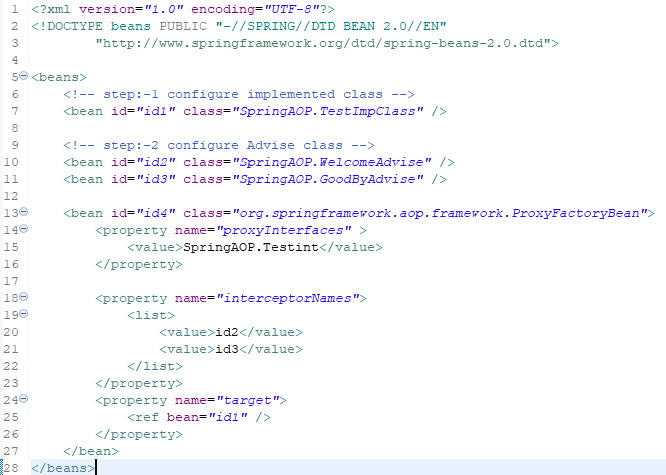 1 <?xml version="1.0" encoding="UTF-8"?>
2 <!DOCTYPE beans PUBLIC "-//SPRING//DTD BEAN 2.0//EN"
3         "http://www.springframework.org/dtd/spring-beans-2.0.dtd">
4
5 <beans>
6     <!-- step:-1 configure implemented class -->
7     <bean id="id1" class="SpringAOP.TestImpClass" />
8
9     <!-- step:-2 configure Advise class -->
10     <bean id="id2" class="SpringAOP.WelcomeAdvise" />
11     <bean id="id3" class="SpringAOP.GoodByAdvise" />
12
13     <bean id="id4" class="org.springframework.aop.framework.ProxyFactoryBean">
14         <property name="proxyInterfaces" >
15             <value>SpringAOP.Testint</value>
16         </property>
17
18         <property name="interceptorNames">
19             <list>
20                 <value>id2</value>
21                 <value>id3</value>
22             </list>
23         </property>
24         <property name="target">
25             <ref bean="id1" />
26         </property>
27     </bean>
28 </beans>